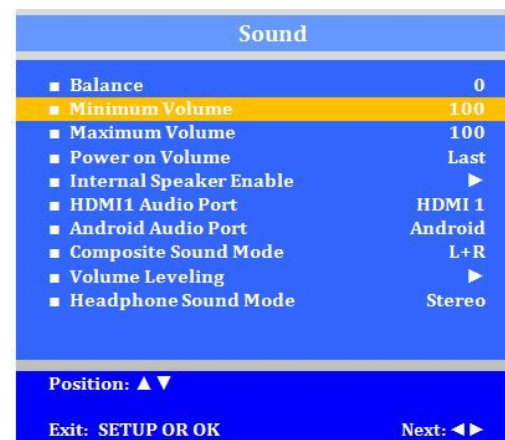 Sound
■ Balance 0
■ Minimum Volume 100
■ Maximum Volume 100
■ Power on Volume Last
■ Internal Speaker Enable ►
■ HDMI1 Audio Port HDMI 1
■ Android Audio Port Android
■ Composite Sound Mode L+R
■ Volume Leveling ►
■ Headphone Sound Mode Stereo
Position: ▲▼
Exit: SETUP OR OK Next: ◄►